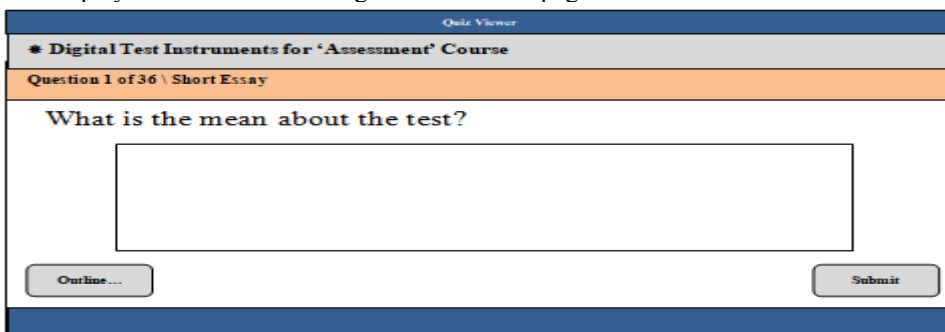 Quiz Viewer
✷ Digital Test Instruments for ‘Assessment’ Course
Question 1 of 36 \ Short Essay
What is the mean about the test?
Outline...
Submit